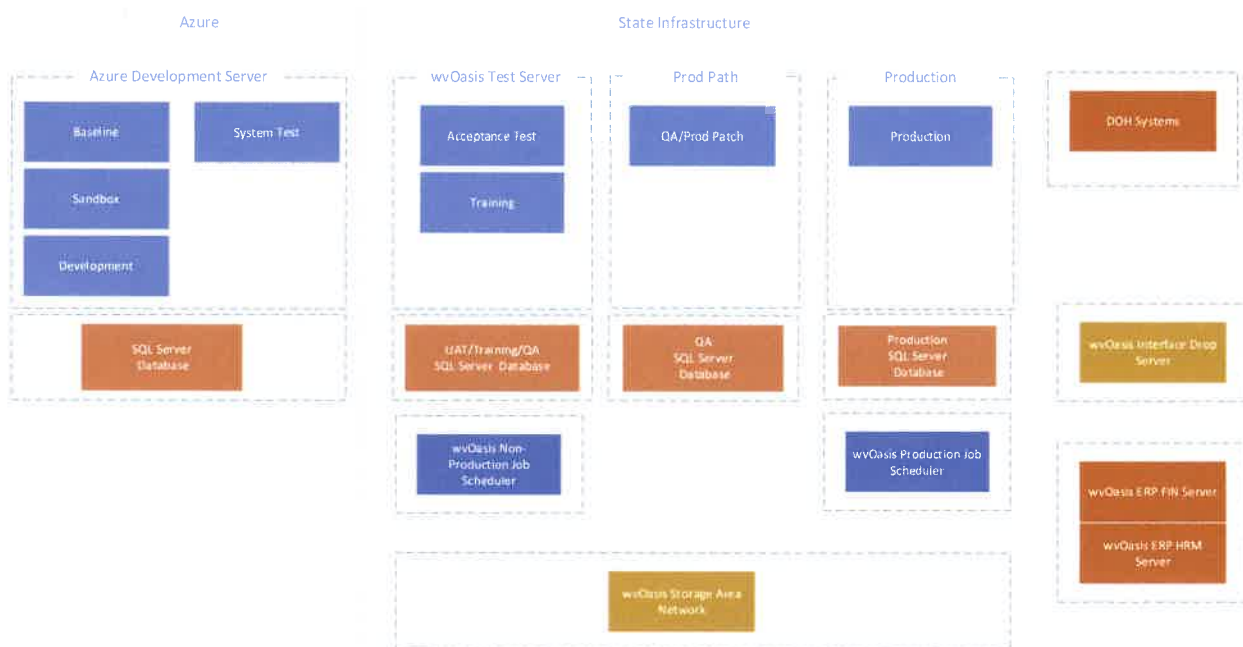 Azure
State Infrastructure
Azure Development Server
wvOasis Test Server
Prod Path
Production
Baseline
System Test
Acceptance Test
QA/Prod Patch
Production
DOH Systems
Sandbox
Training
Development
SQL Server
Database
UAT/Training/QA
SQL Server Database
QA
SQL Server
Database
Production
SQL Server
Database
wvOasis Interface Drop
Server
wvOasis Non-
Production Job
Scheduler
wvOasis Production Job
Scheduler
wvOasis ERP FIN Server
wvOasis ERP HRM
Server
wvOasis Storage Area
Network